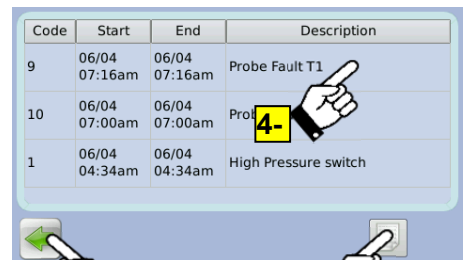 Code Start End Description
9 06/04 07:16am 06/04 07:16am Probe Fault T1
10 06/04 07:00am 06/04 07:00am
4-
1 06/04 04:34am 06/04 04:34am High Pressure switch